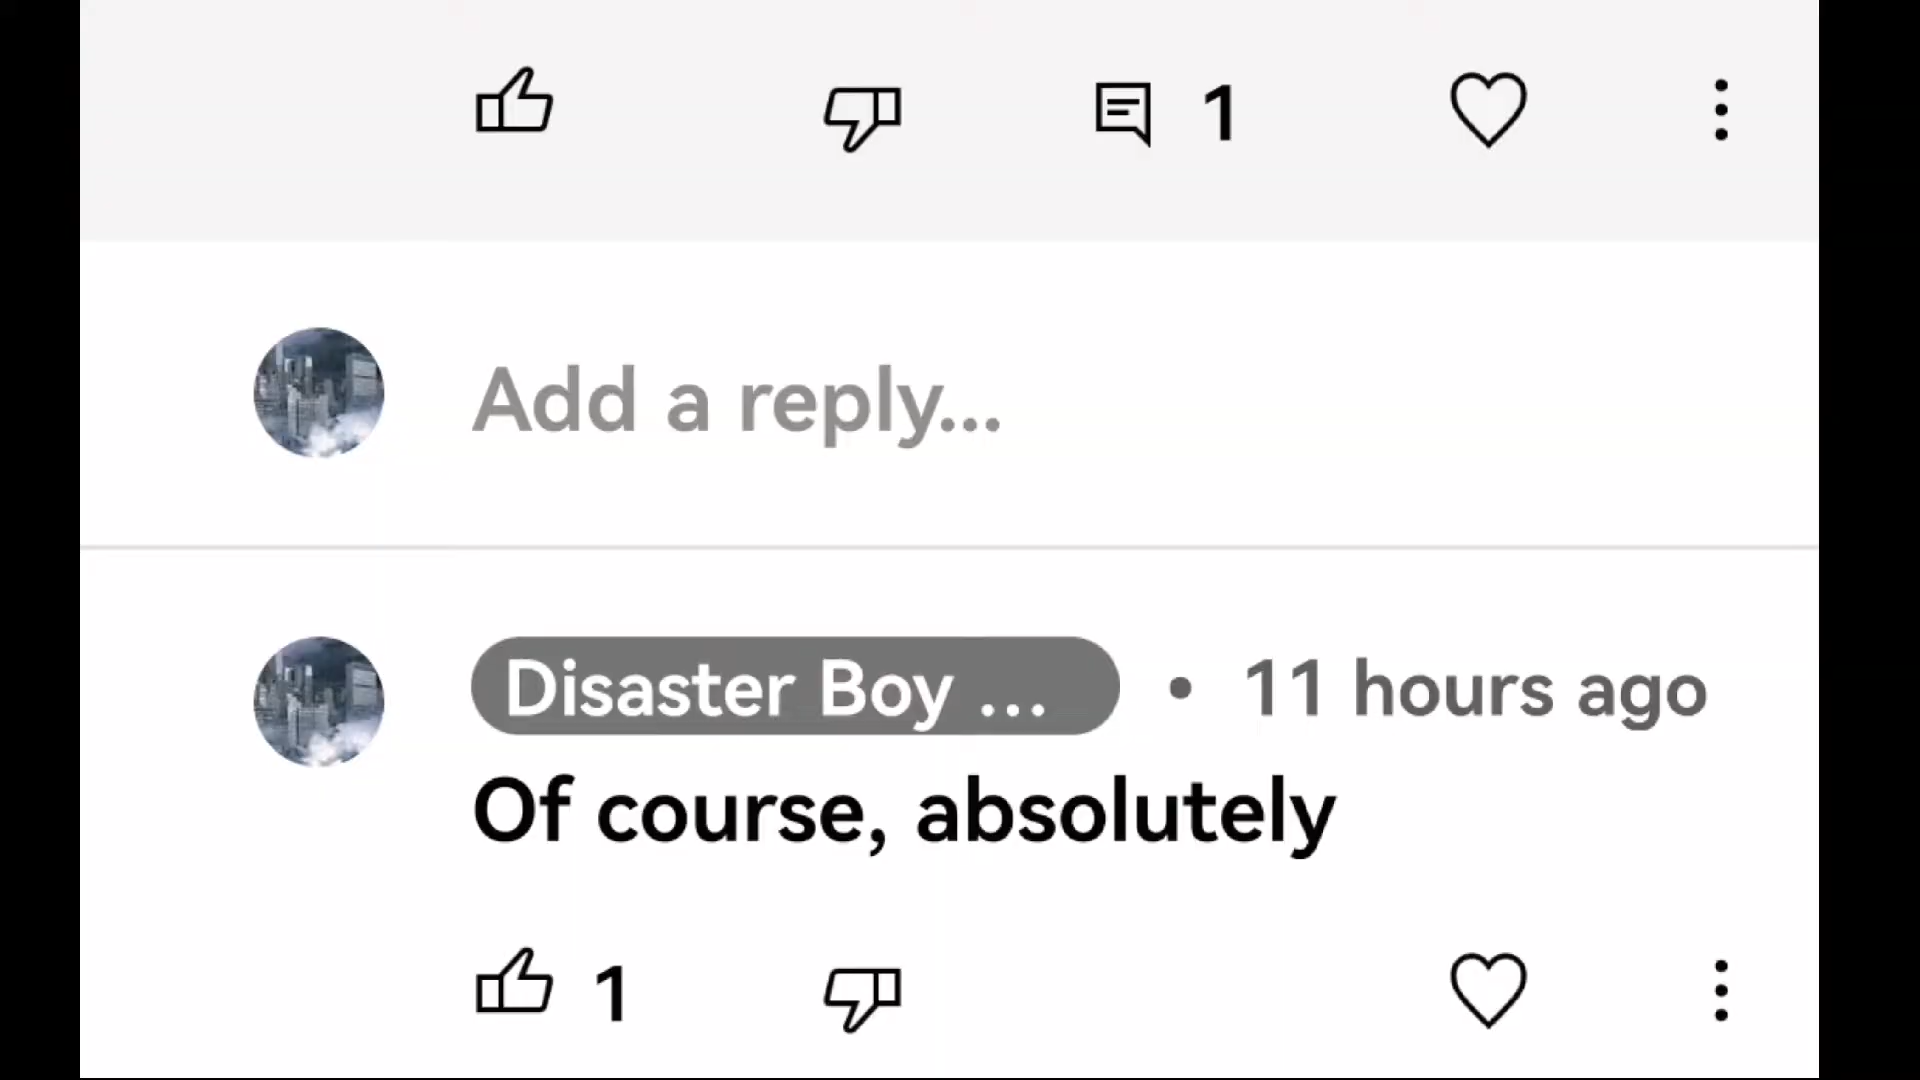 1
Add a reply...
Disaster Boy ... • 11 hours ago
Of course, absolutely
1